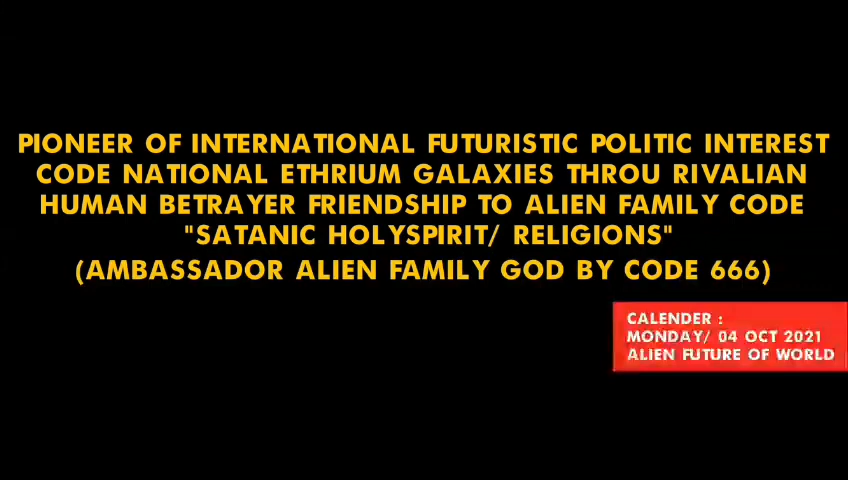 PIONEER OF INTERNATIONAL FUTURISTIC POLITIC INTEREST
CODE NATIONAL ETHRIUM GALAXIES THROU RIVALIAN
HUMAN BETRAYER FRIENDSHIP TO ALIEN FAMILY CODE
"SATANIC HOLYSPIRIT/ RELIGIONS"
(AMBASSADOR ALIEN FAMILY GOD BY CODE 666)
CALENDER :
MONDAY/ 04 OCT 2021
ALIEN FUTURE OF WORLD